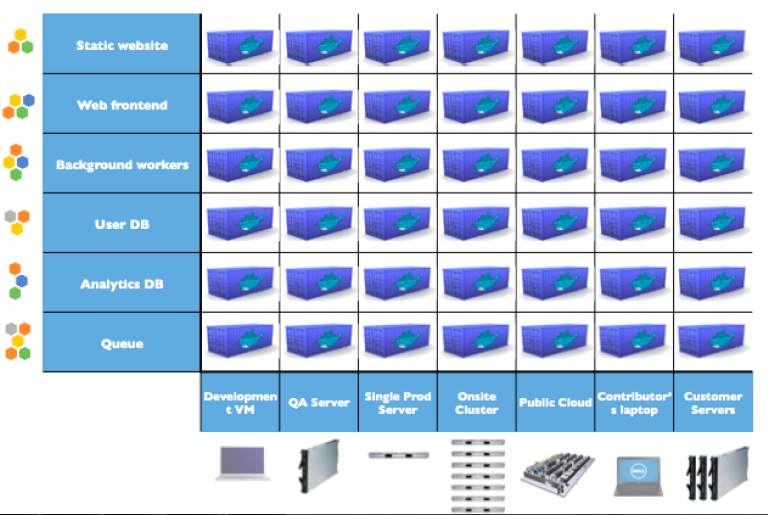 Static website
Web frontend
Background workers
User DB
Analytics DB
Queue
Developmen
t VM
QA Server
Single Prod
Server
Onsite
Cluster
Public Cloud
Contributor's
s laptop
Customer
Servers
DELL